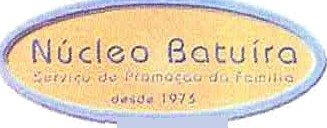 Núcleo Batuíra
Serviço de Promoção da Família
desde 1975